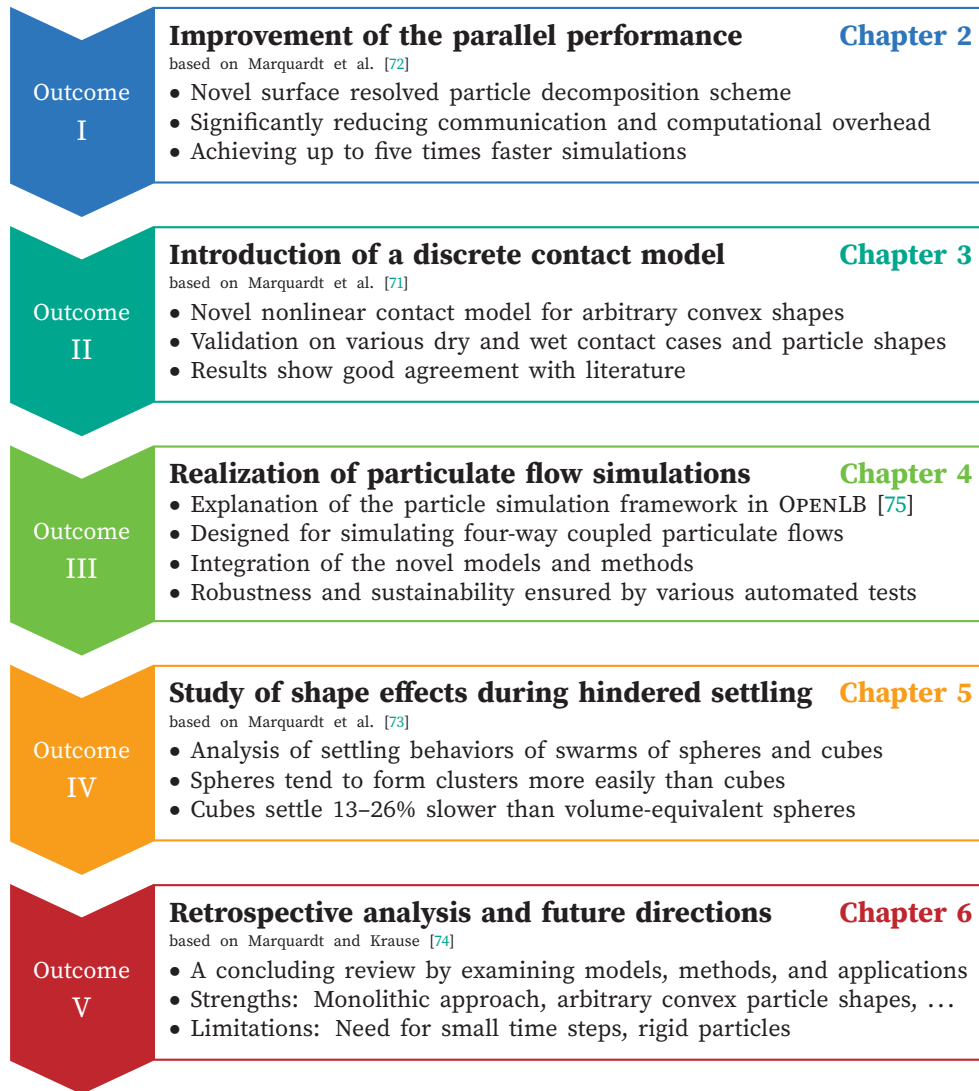 Outcome
I
Improvement of the parallel performance Chapter 2
based on Marquardt et al. [72]
• Novel surface resolved particle decomposition scheme
• Significantly reducing communication and computational overhead
• Achieving up to five times faster simulations
Outcome
II
Introduction of a discrete contact model Chapter 3
based on Marquardt et al. [71]
• Novel nonlinear contact model for arbitrary convex shapes
• Validation on various dry and wet contact cases and particle shapes
• Results show good agreement with literature
Outcome
III
Realization of particulate flow simulations Chapter 4
• Explanation of the particle simulation framework in OPENLB [75]
• Designed for simulating four-way coupled particulate flows
• Integration of the novel models and methods
• Robustness and sustainability ensured by various automated tests
Outcome
IV
Study of shape effects during hindered settling Chapter 5
based on Marquardt et al. [73]
• Analysis of settling behaviors of swarms of spheres and cubes
• Spheres tend to form clusters more easily than cubes
• Cubes settle 13–26% slower than volume-equivalent spheres
Outcome
V
Retrospective analysis and future directions Chapter 6
based on Marquardt and Krause [74]
• A concluding review by examining models, methods, and applications
• Strengths: Monolithic approach, arbitrary convex particle shapes, …
• Limitations: Need for small time steps, rigid particles